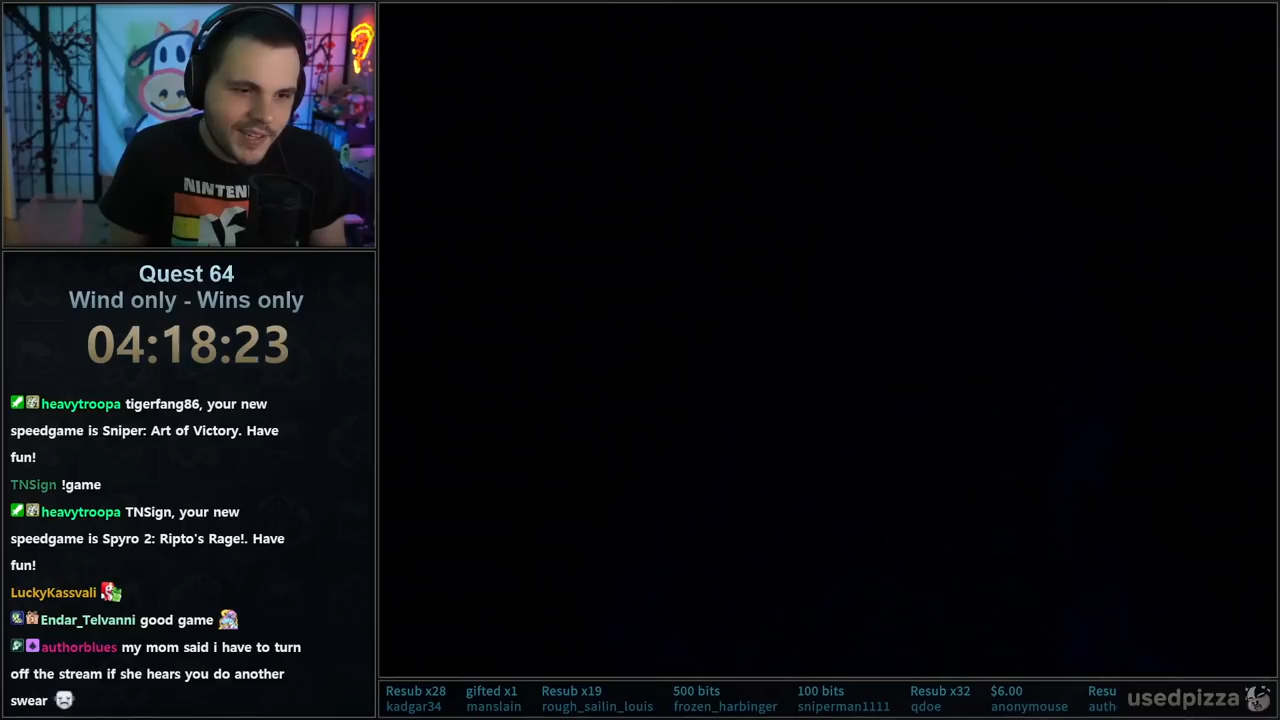 NINTEN
Quest 64
Wind only - Wins only
04:18:23
heavytroopa tigerfang86, your new
speedgame is Sniper: Art of Victory. Have
fun!
TNSign !game
heavytroopa TNSign, your new
speedgame is Spyro 2: Ripto's Rage!. Have
fun!
LuckyKassvali
Endar_Telvanni good game
authorblues my mom said i have to turn
off the stream if she hears you do another
swear
Resub x28 gifted x1 Resub x19 500 bits 100 bits Resub x32 $6.00 Resu
kadgar34 manslain rough_sailin_louis frozen_harbinger sniperman1111 qdoe anonymouse auth
usedpizza